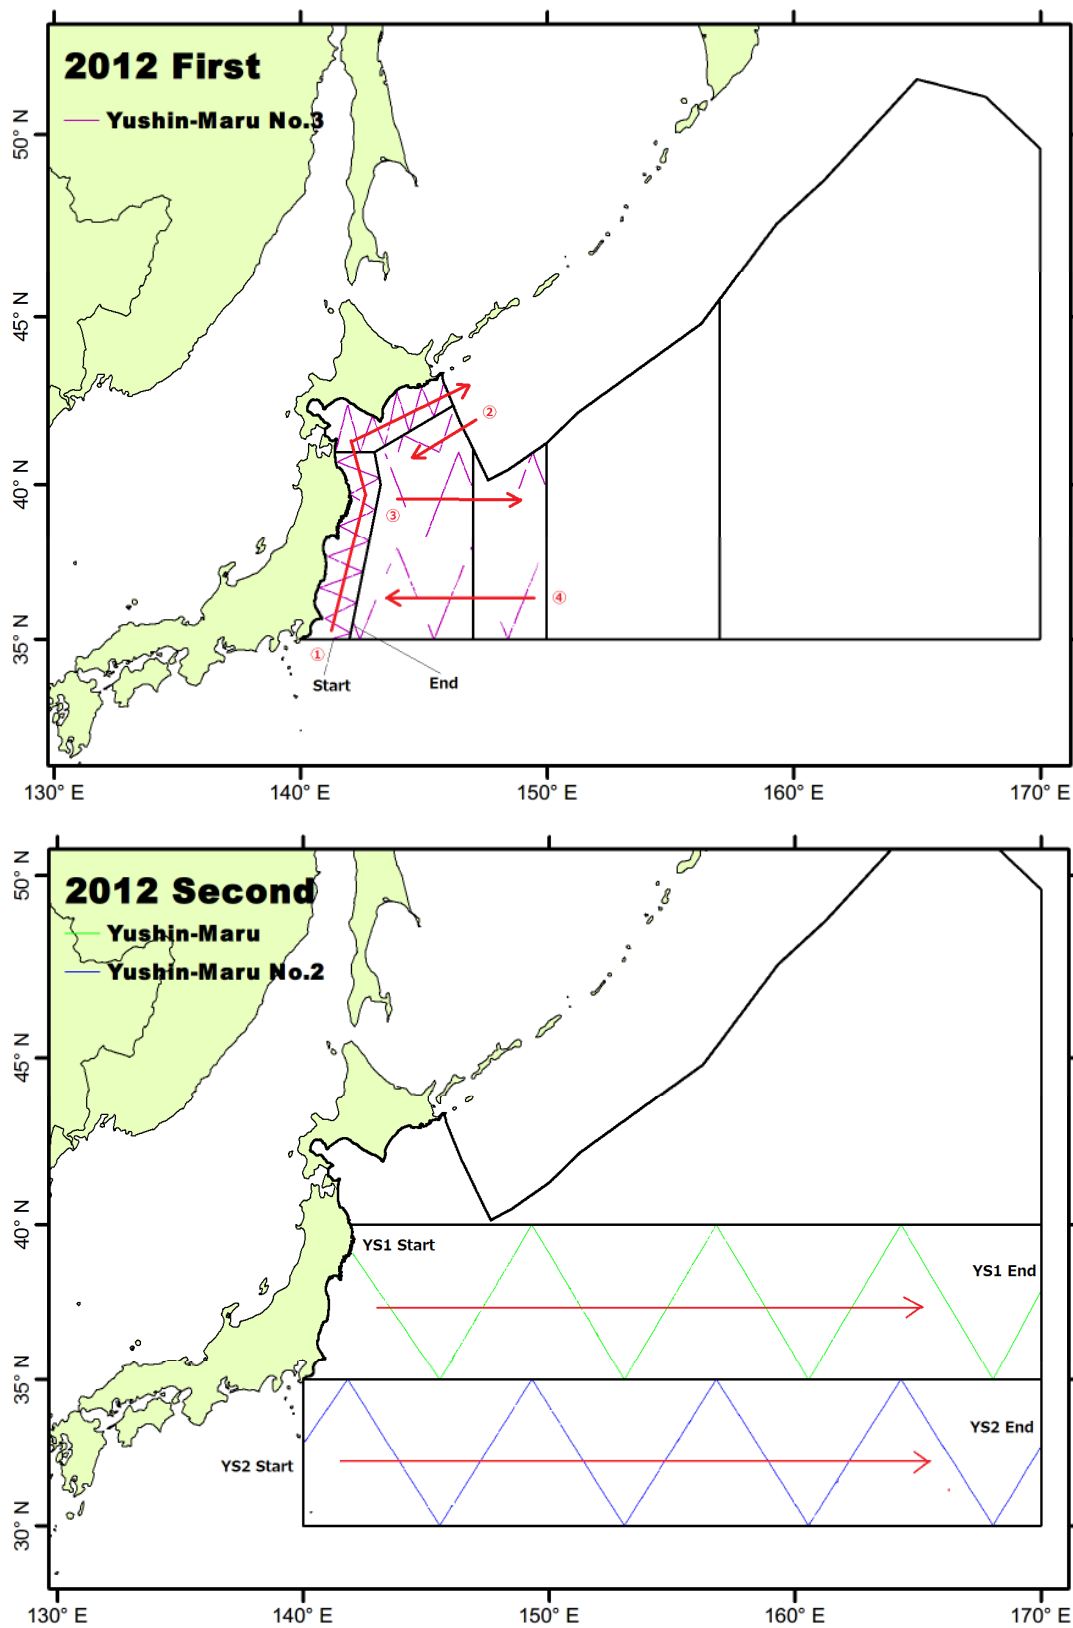 2012 First
Yushin-Maru No.3
50° N
45° N
40° N
35° N
②
③
④
①
Start
End
130° E
140° E
150° E
160° E
170° E
2012 Second
Yushin-Maru
Yushin-Maru No.2
50° N
45° N
40° N
35° N
30° N
YS1 Start
YS1 End
YS2 Start
YS2 End
130° E
140° E
150° E
160° E
170° E